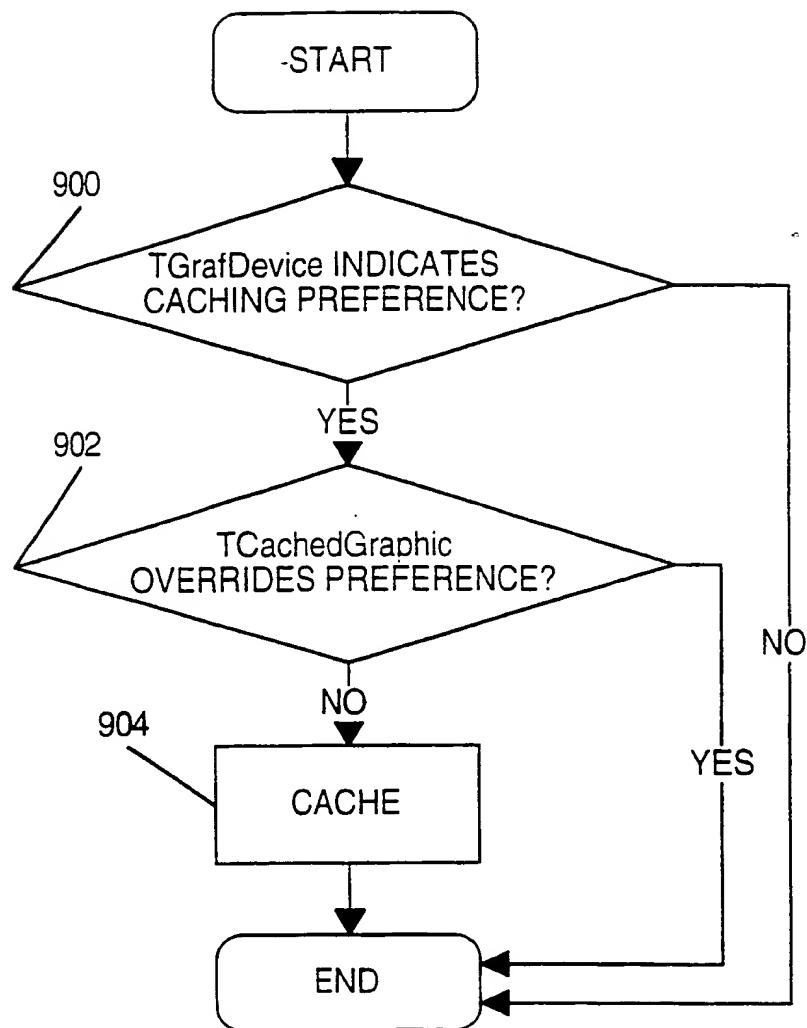 -START
900
TGrafDevice INDICATES
CACHING PREFERENCE?
YES
902
TCachedGraphic
OVERRIDES PREFERENCE?
NO
NO
904
YES
CACHE
END